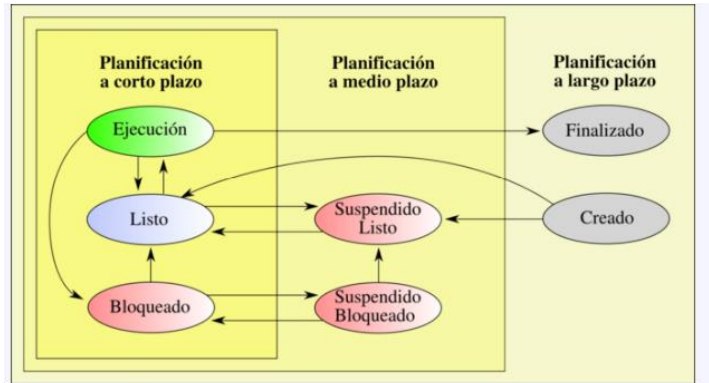 Planificación
a corto plazo
Planificación
a medio plazo
Planificación
a largo plazo
Ejecución
Finalizado
Listo
Suspendido
Listo
Creado
Bloqueado
Suspendido
Bloqueado